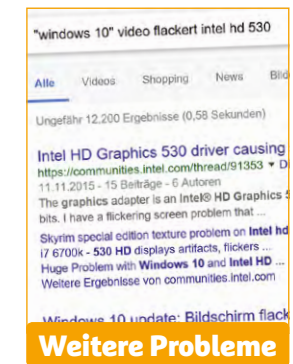 "windows 10" video flackert intel hd 530
Alle Videos Shopping News
Ungefähr 12.200 Ergebnisse (0,58 Sekunden)
Intel HD Graphics 530 driver causing
https://communities.intel.com/thread/91353
11.11.2015 - 15 Beiträge - 6 Autoren
The graphics adapter is an Intel® HD Graphics
bits. I have a flickering screen problem that ...
Skyrim special edition texture problem on Intel hd
i7 6700k - 530 HD displays artifacts, flickers ...
Huge Problem with Windows 10 and Intel HD ...
Weitere Ergebnisse von communities.intel.com
Windows 10 update: Bildschirm flack
Weitere Probleme